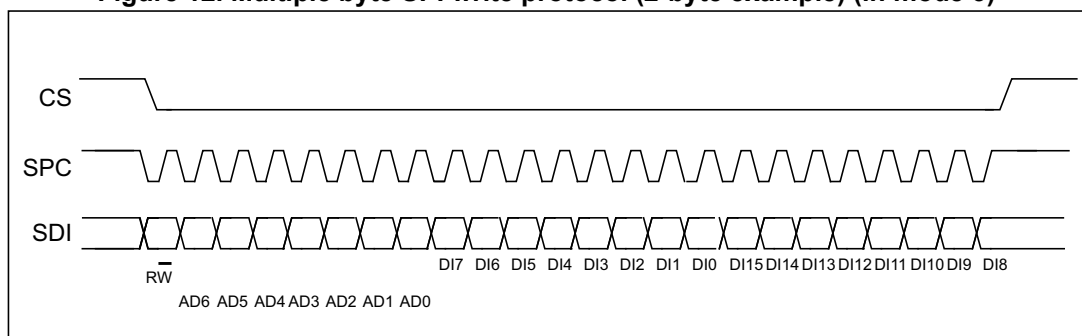 Figure 12. Multiple byte SPI write protocol (2-byte example) (in mode 3)
CS
SPC
SDI
RW
DI7 DI6 DI5 DI4 DI3 DI2 DI1 DI0 DI15 DI14 DI13 DI12 DI11 DI10 DI9 DI8
AD6 AD5 AD4 AD3 AD2 AD1 AD0